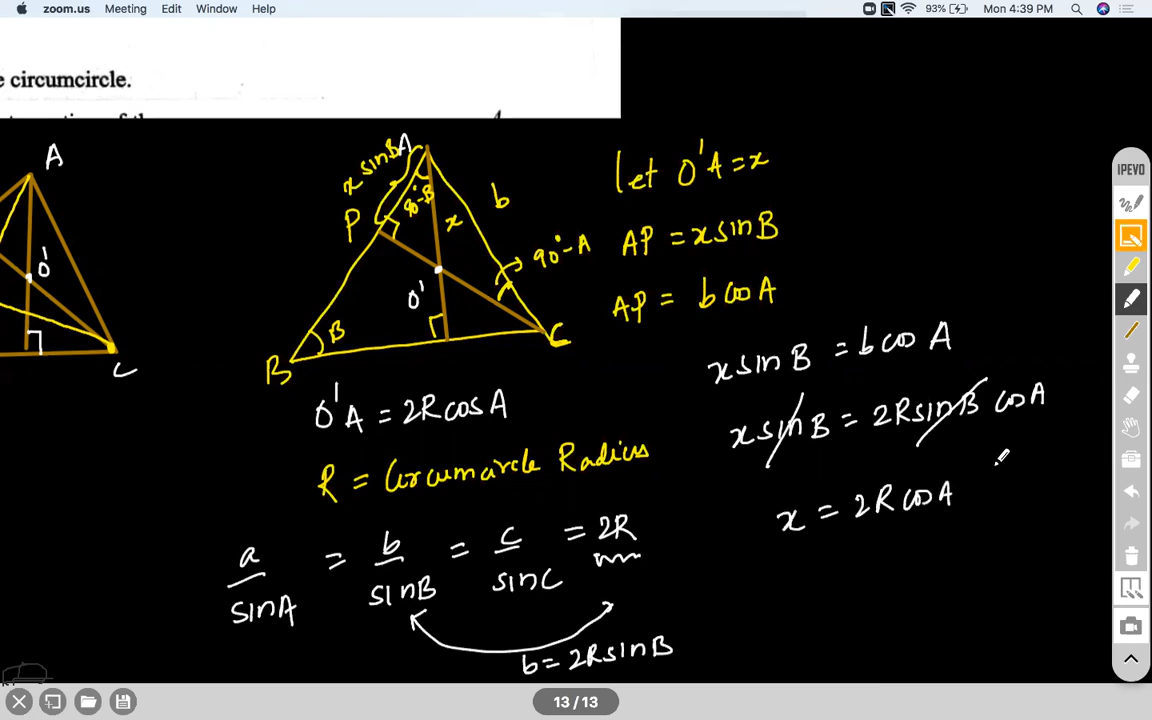 zoom.us Meeting Edit Window Help 93% Mon 4:39 PM
e circumcircle.
A
O'
C
x sinB
A
P
90°-B
x
b
90°-A
O'
B
B
C
let O'A = x
AP = x sinB
AP = b cos A
x sin B = b cos A
x sin B = 2R sin B cos A
x = 2R cos A
O'A = 2R cos A
R = Circumcircle Radius
a/sinA = b/sinB = c/sinC = 2R
b = 2R sin B
IPEVO
13 / 13